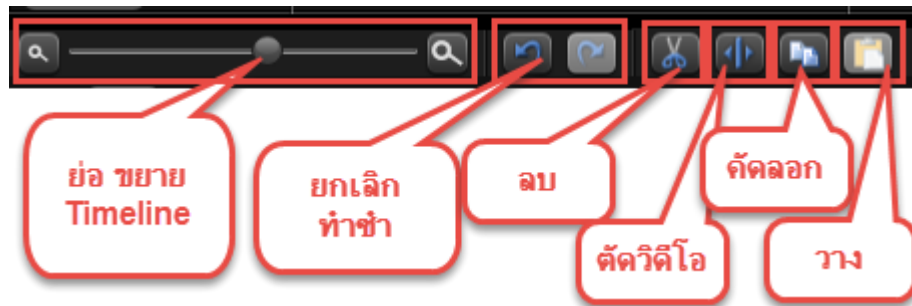 ย่อ ขยาย
Timeline
ยกเลิก
ทำซ้ำ
ลบ
ตัดวิดีโอ
คัดลอก
วาง